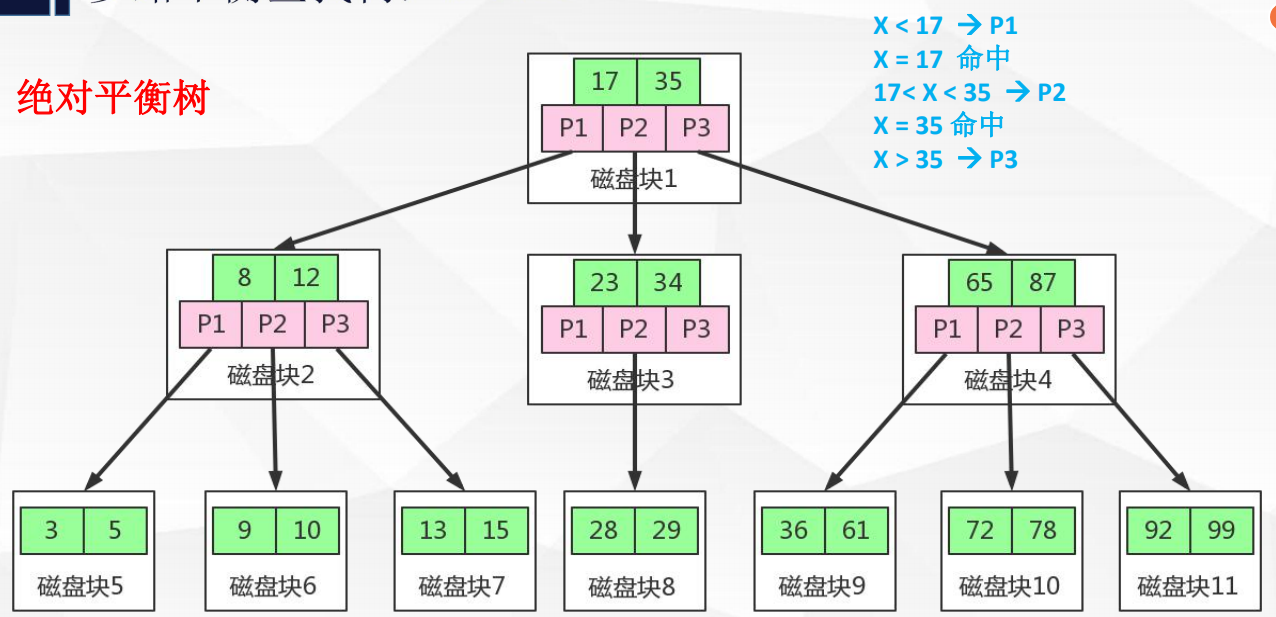 X < 17 → P1
X = 17 命中
17< X < 35 → P2
X = 35 命中
X > 35 → P3
绝对平衡树
17 35
P1 P2 P3
磁盘块1
8 12
P1 P2 P3
磁盘块2
23 34
P1 P2 P3
磁盘块3
65 87
P1 P2 P3
磁盘块4
3 5
磁盘块5
9 10
磁盘块6
13 15
磁盘块7
28 29
磁盘块8
36 61
磁盘块9
72 78
磁盘块10
92 99
磁盘块11